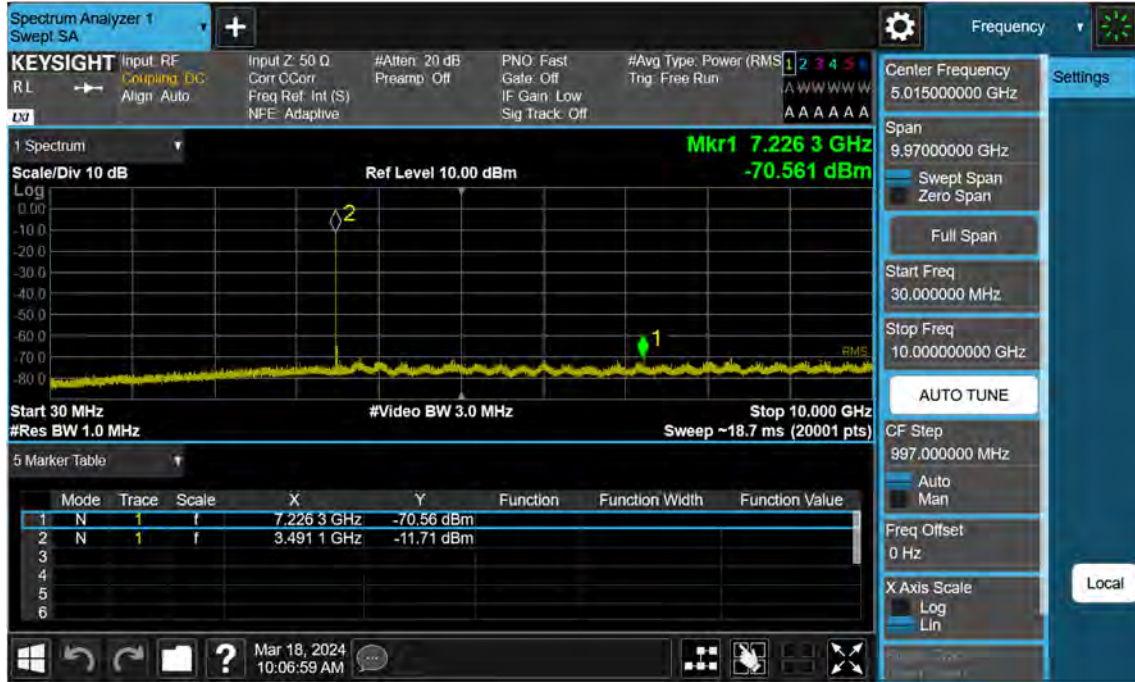 Spectrum Analyzer 1
Swept SA
Frequency
KEYSIGHT
Input: RF
Coupling: DC
Align: Auto
Input Z: 50 Ω
Corr CCorr
Freq Ref: Int (S)
NFE: Adaptive
#Atten: 20 dB
Preamp: Off
PNO: Fast
Gate: Off
IF Gain: Low
Sig Track: Off
#Avg Type: Power (RMS
Trig: Free Run
1 2 3 4 5 6
A W W W W W
A A A A A A
R L
LXI
1 Spectrum
Scale/Div 10 dB
Ref Level 10.00 dBm
Mkr1 7.226 3 GHz
-70.561 dBm
Log
0.00
-10.0
-20.0
-30.0
-40.0
-50.0
-60.0
-70.0
-80.0
2
1
RMS
Start 30 MHz
#Video BW 3.0 MHz
Stop 10.000 GHz
#Res BW 1.0 MHz
Sweep ~18.7 ms (20001 pts)
5 Marker Table
Mode Trace Scale X Y Function Function Width Function Value
1 N 1 f 7.226 3 GHz -70.56 dBm
2 N 1 f 3.491 1 GHz -11.71 dBm
3
4
5
6
?
Mar 18, 2024
10:06:59 AM
Center Frequency
5.015000000 GHz
Settings
Span
9.97000000 GHz
Swept Span
Zero Span
Full Span
Start Freq
30.000000 MHz
Stop Freq
10.000000000 GHz
AUTO TUNE
CF Step
997.000000 MHz
Auto
Man
Freq Offset
0 Hz
X Axis Scale
Log
Lin
Local